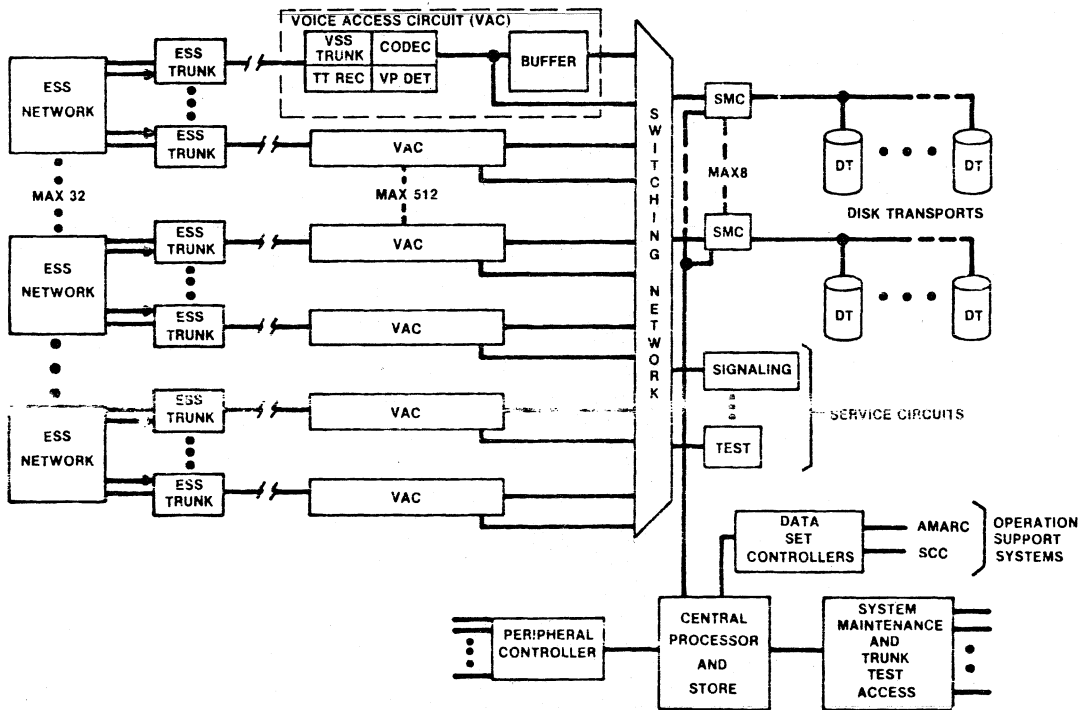 VOICE ACCESS CIRCUIT (VAC)
ESS
NETWORK
ESS
TRUNK
VSS
TRUNK
CODEC
TT REC
VP DET
BUFFER
ESS
TRUNK
VAC
MAX 32
MAX 512
ESS
NETWORK
ESS
TRUNK
VAC
ESS
TRUNK
VAC
ESS
NETWORK
ESS
TRUNK
VAC
ESS
TRUNK
VAC
SWITCHING NETWORK
SMC
DT
DT
MAX8
DISK TRANSPORTS
SMC
DT
DT
SIGNALING
SERVICE CIRCUITS
TEST
DATA
SET
CONTROLLERS
AMARC
SCC
OPERATION
SUPPORT
SYSTEMS
PERIPHERAL
CONTROLLER
CENTRAL
PROCESSOR
AND
STORE
SYSTEM
MAINTENANCE
AND
TRUNK
TEST
ACCESS